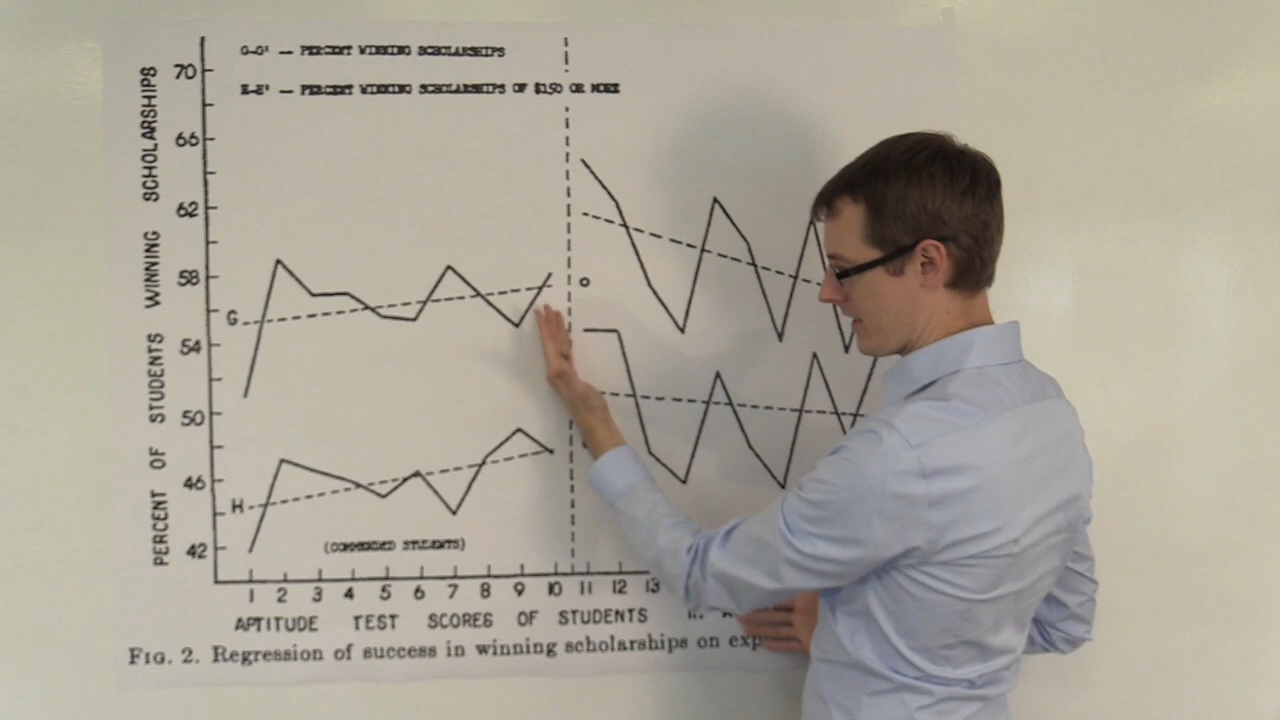 G-G' — PERCENT WINNING SCHOLARSHIPS
H-H' — PERCENT WINNING SCHOLARSHIPS OF $150 OR MORE
PERCENT OF STUDENTS WINNING SCHOLARSHIPS
70
66
62
58
G
54
50
46
H
42
(COMMENDED STUDENTS)
1 2 3 4 5 6 7 8 9 10 11 12 13
APTITUDE TEST SCORES OF STUDENTS
FIG. 2. Regression of success in winning scholarships on